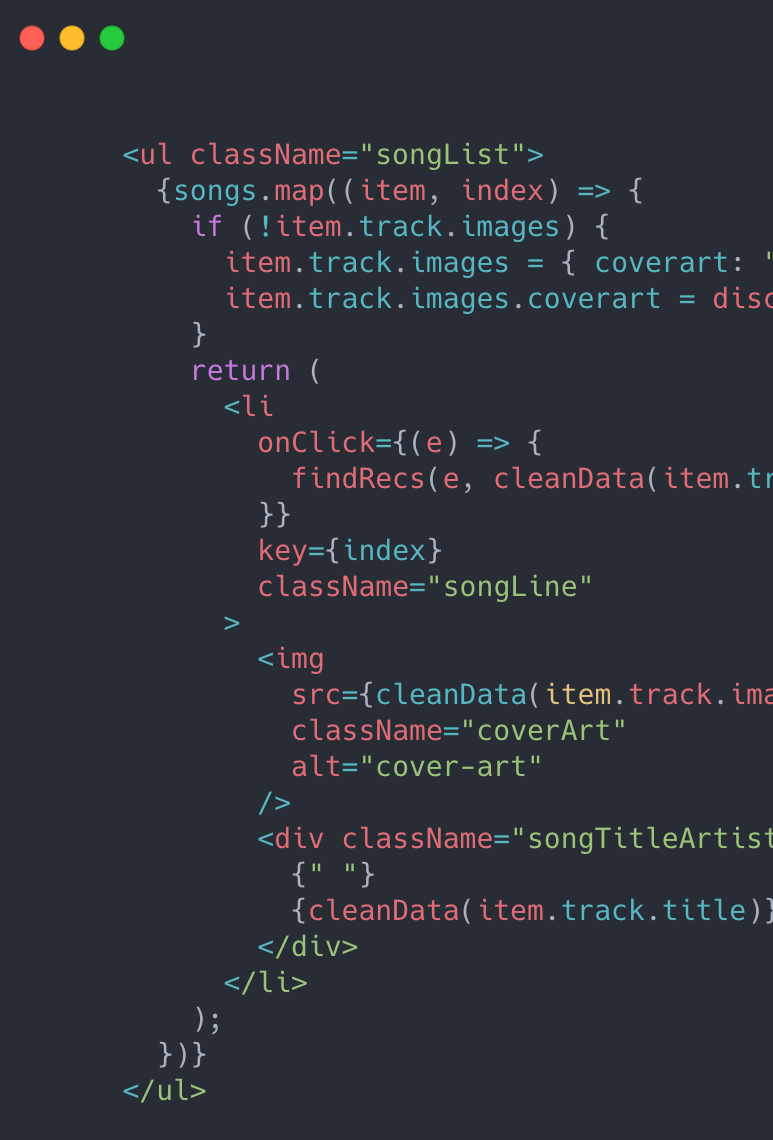 <ul className="songList">
{songs.map((item, index) => {
if (!item.track.images) {
item.track.images = { coverart: "
item.track.images.coverart = disc
}
return (
<li
onClick={(e) => {
findRecs(e, cleanData(item.tr
}}
key={index}
className="songLine"
>
<img
src={cleanData(item.track.ima
className="coverArt"
alt="cover-art"
/>
<div className="songTitleArtist
{" "}
{cleanData(item.track.title)}
</div>
</li>
);
})}
</ul>